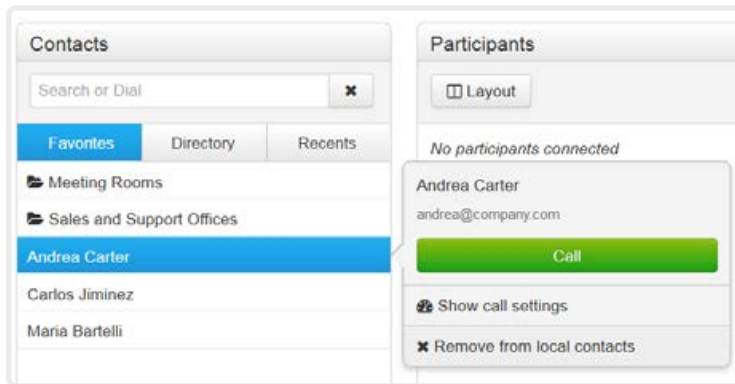 Contacts
Search or Dial
Favorites Directory Recents
Meeting Rooms
Sales and Support Offices
Andrea Carter
Carlos Jiminez
Maria Bartelli
Participants
Layout
No participants connected
Andrea Carter
andrea@company.com
Call
Show call settings
Remove from local contacts